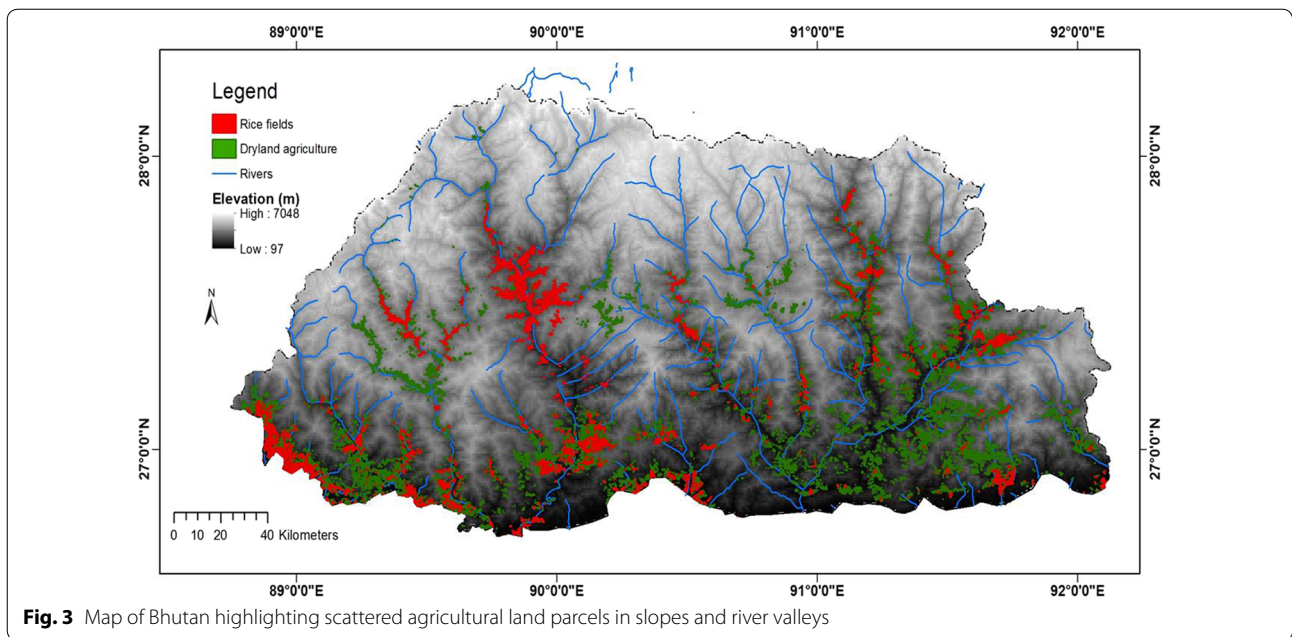 89°0'0"E 90°0'0"E 91°0'0"E 92°0'0"E
Legend
Rice fields
Dryland agriculture
Rivers
Elevation (m)
High : 7048
Low : 97
28°0'0"N
28°0'0"N
N
27°0'0"N
27°0'0"N
0 10 20 40 Kilometers
89°0'0"E 90°0'0"E 91°0'0"E 92°0'0"E
Fig. 3 Map of Bhutan highlighting scattered agricultural land parcels in slopes and river valleys